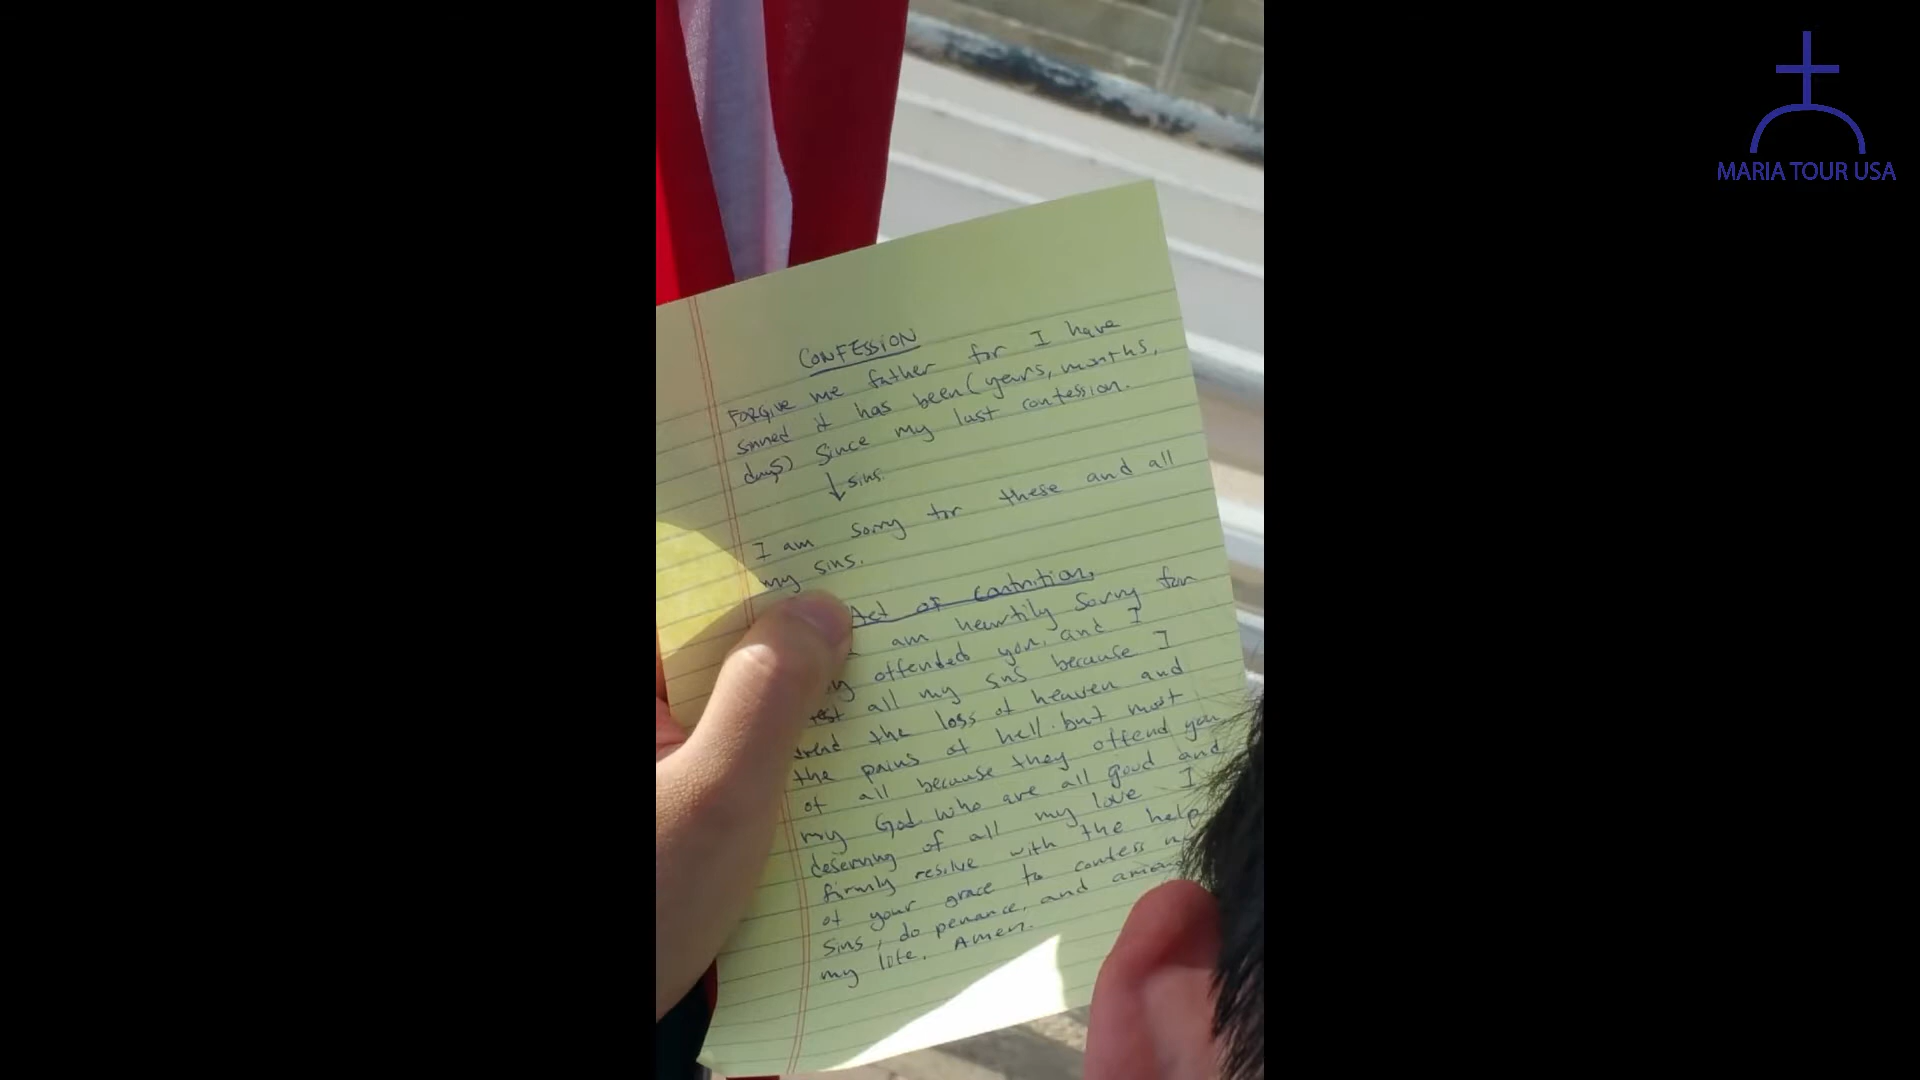 MARIA TOUR USA
CONFESSION
FORGIVE me father for I have
sinned it has been (years, months,
days) Since my last confession.
↓ sins.
I am sorry for these and all
my sins.
Act of Contrition.
am heartily sorry for
offended you. and I
all my sins because I
the loss of heaven and
the pains of hell. but most
of all because they offend you
my God. who are all good and
deserving of all my love I
firmly resolve with the help
of your grace to confess
Sins, do penance, and
my life. Amen.